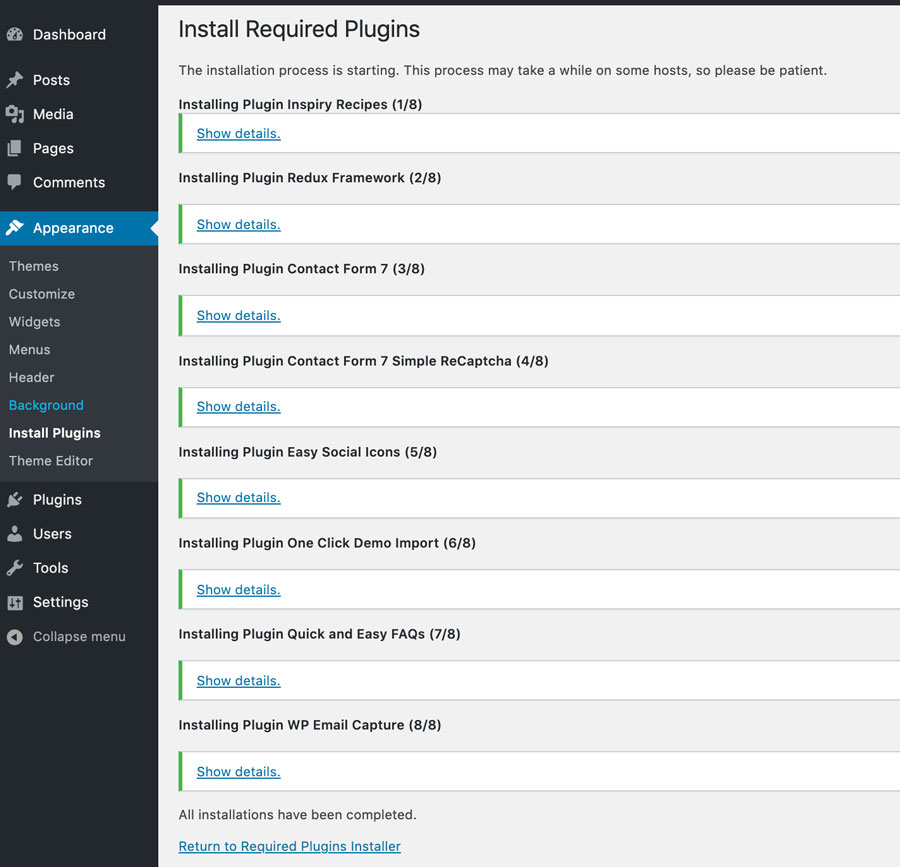 Dashboard
Posts
Media
Pages
Comments
Appearance
Themes
Customize
Widgets
Menus
Header
Background
Install Plugins
Theme Editor
Plugins
Users
Tools
Settings
Collapse menu
Install Required Plugins
The installation process is starting. This process may take a while on some hosts, so please be patient.
Installing Plugin Inspiry Recipes (1/8)
Show details.
Installing Plugin Redux Framework (2/8)
Show details.
Installing Plugin Contact Form 7 (3/8)
Show details.
Installing Plugin Contact Form 7 Simple ReCaptcha (4/8)
Show details.
Installing Plugin Easy Social Icons (5/8)
Show details.
Installing Plugin One Click Demo Import (6/8)
Show details.
Installing Plugin Quick and Easy FAQs (7/8)
Show details.
Installing Plugin WP Email Capture (8/8)
Show details.
All installations have been completed.
Return to Required Plugins Installer